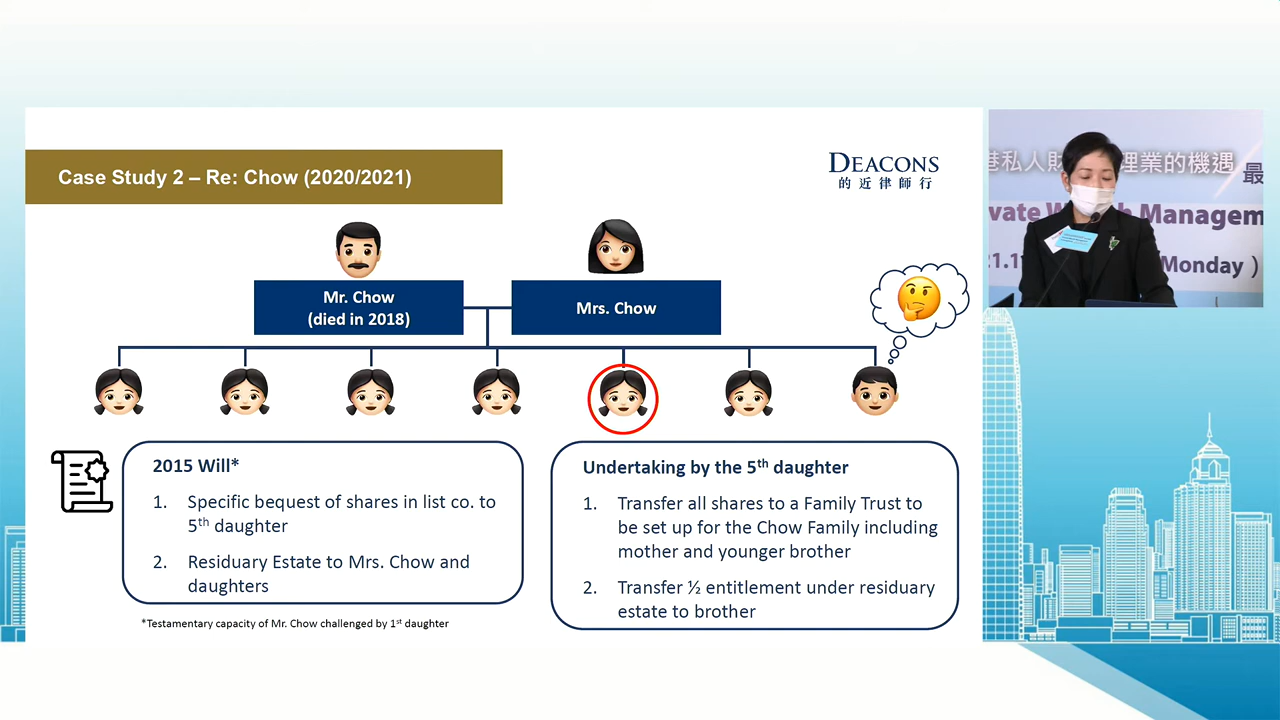 Case Study 2 – Re: Chow (2020/2021)
DEACONS
的近律師行
Mr. Chow
(died in 2018)
Mrs. Chow
2015 Will*
1. Specific bequest of shares in list co. to
5th daughter
2. Residuary Estate to Mrs. Chow and
daughters
*Testamentary capacity of Mr. Chow challenged by 1st daughter
Undertaking by the 5th daughter
1. Transfer all shares to a Family Trust to
be set up for the Chow Family including
mother and younger brother
2. Transfer ½ entitlement under residuary
estate to brother
港私人財 理業的機遇
最
Managem
Monday )